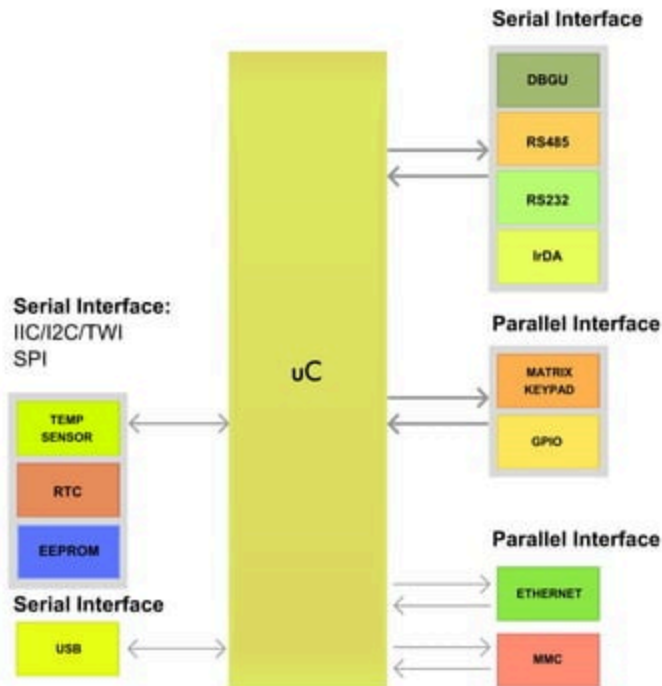 Serial Interface
DBGU
RS485
RS232
IrDA
Serial Interface:
IIC/I2C/TWI
SPI
TEMP
SENSOR
RTC
EEPROM
Serial Interface
USB
uC
Parallel Interface
MATRIX
KEYPAD
GPIO
Parallel Interface
ETHERNET
MMC